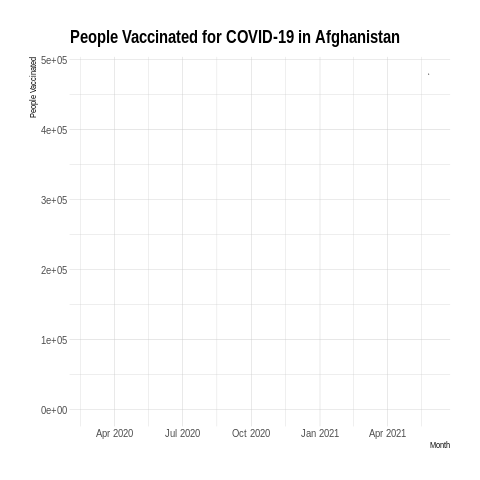 People Vaccinated for COVID-19 in Afghanistan
People Vaccinated
5e+05
4e+05
3e+05
2e+05
1e+05
0e+00
Apr 2020 Jul 2020 Oct 2020 Jan 2021 Apr 2021
Month